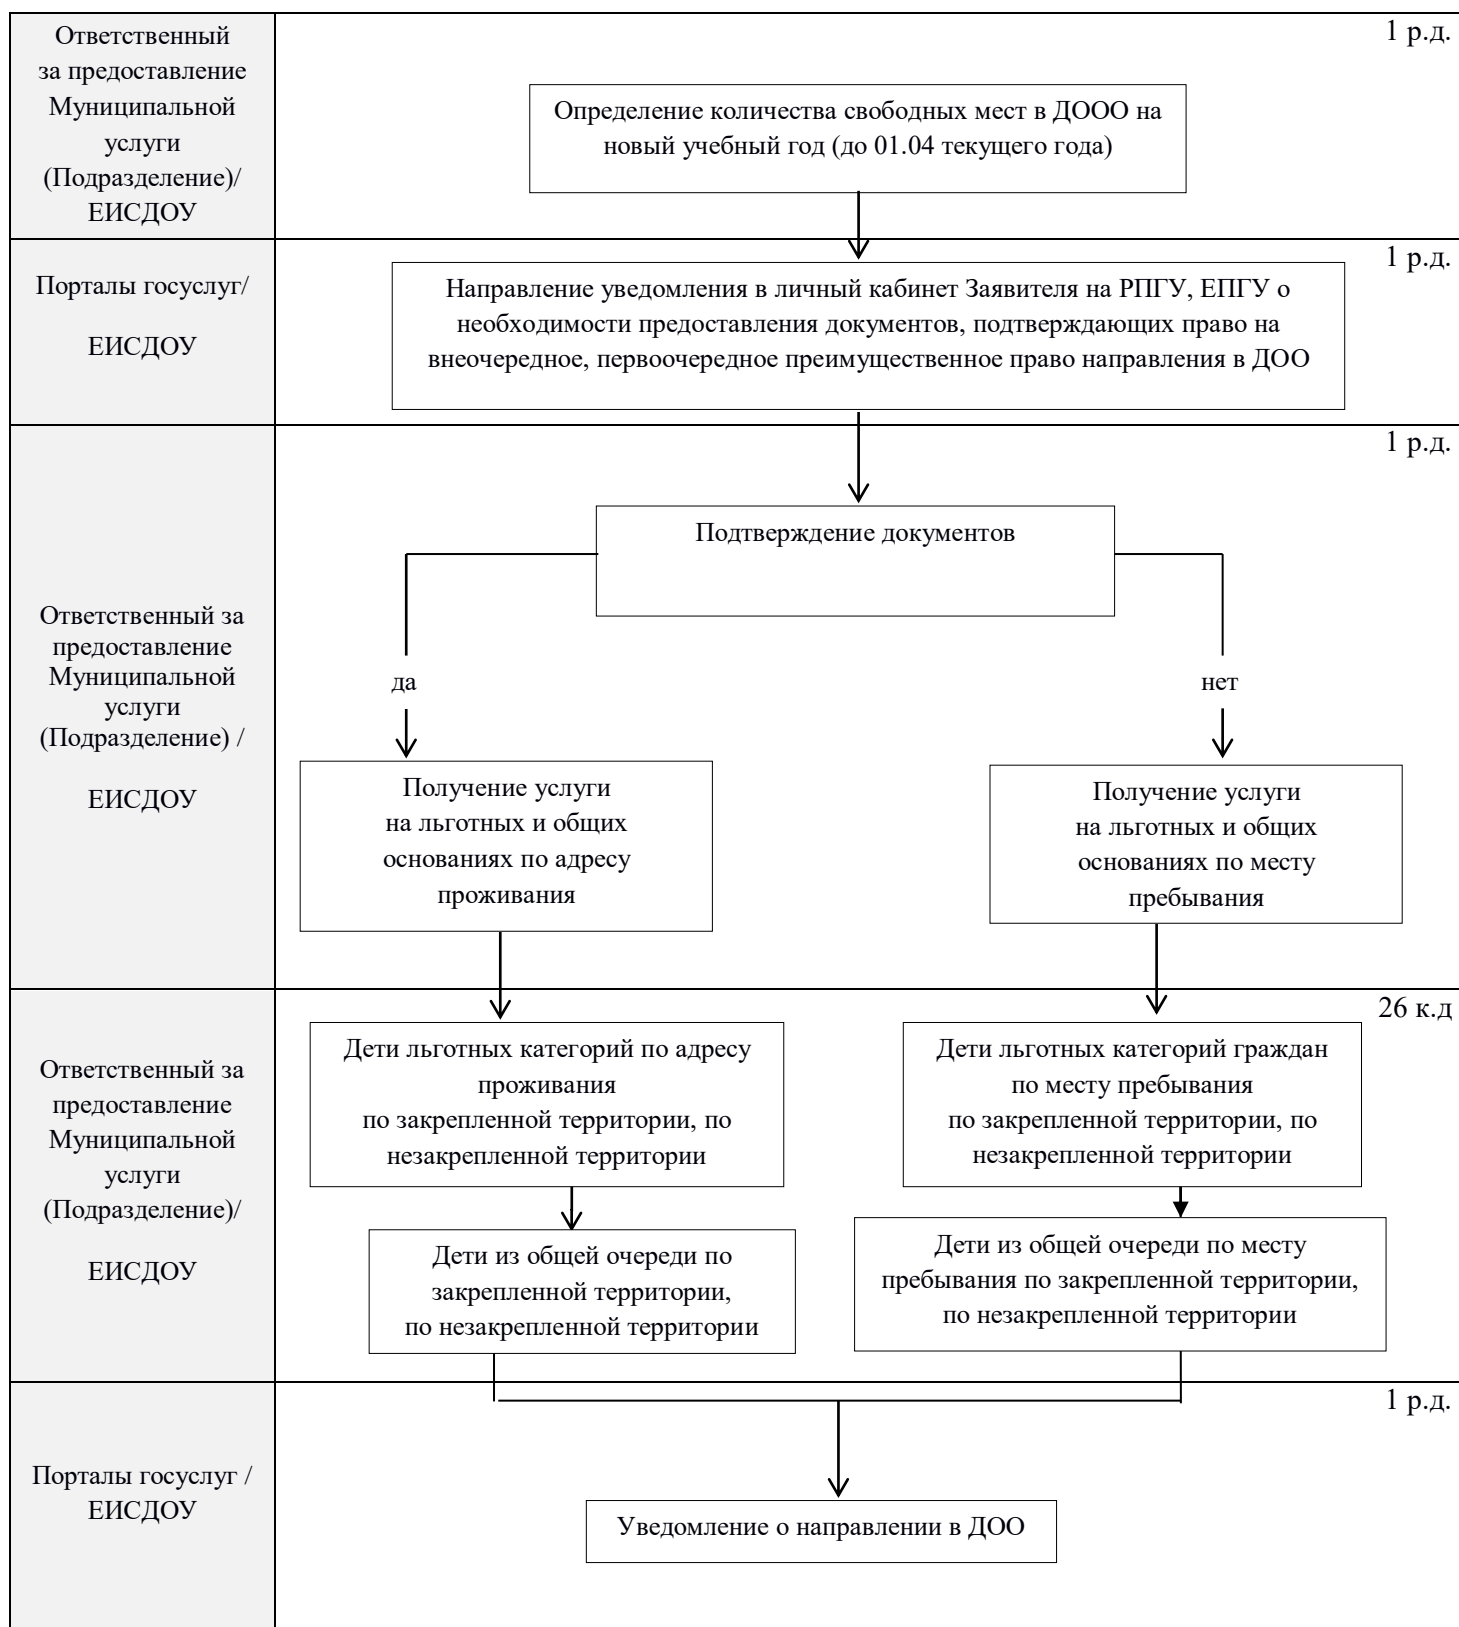 Ответственный
за предоставление
Муниципальной
услуги
(Подразделение)/
ЕИСДОУ
1 р.д.
Определение количества свободных мест в ДООО на
новый учебный год (до 01.04 текущего года)
Порталы госуслуг/
ЕИСДОУ
1 р.д.
Направление уведомления в личный кабинет Заявителя на РПГУ, ЕПГУ о
необходимости предоставления документов, подтверждающих право на
внеочередное, первоочередное преимущественное право направления в ДОО
Ответственный за
предоставление
Муниципальной
услуги
(Подразделение) /
ЕИСДОУ
1 р.д.
Подтверждение документов
да
нет
Получение услуги
на льготных и общих
основаниях по адресу
проживания
Получение услуги
на льготных и общих
основаниях по месту
пребывания
Ответственный за
предоставление
Муниципальной
услуги
(Подразделение)/
ЕИСДОУ
26 к.д
Дети льготных категорий по адресу
проживания
по закрепленной территории, по
незакрепленной территории
Дети льготных категорий граждан
по месту пребывания
по закрепленной территории, по
незакрепленной территории
Дети из общей очереди по
закрепленной территории,
по незакрепленной территории
Дети из общей очереди по месту
пребывания по закрепленной территории,
по незакрепленной территории
Порталы госуслуг /
ЕИСДОУ
1 р.д.
Уведомление о направлении в ДОО